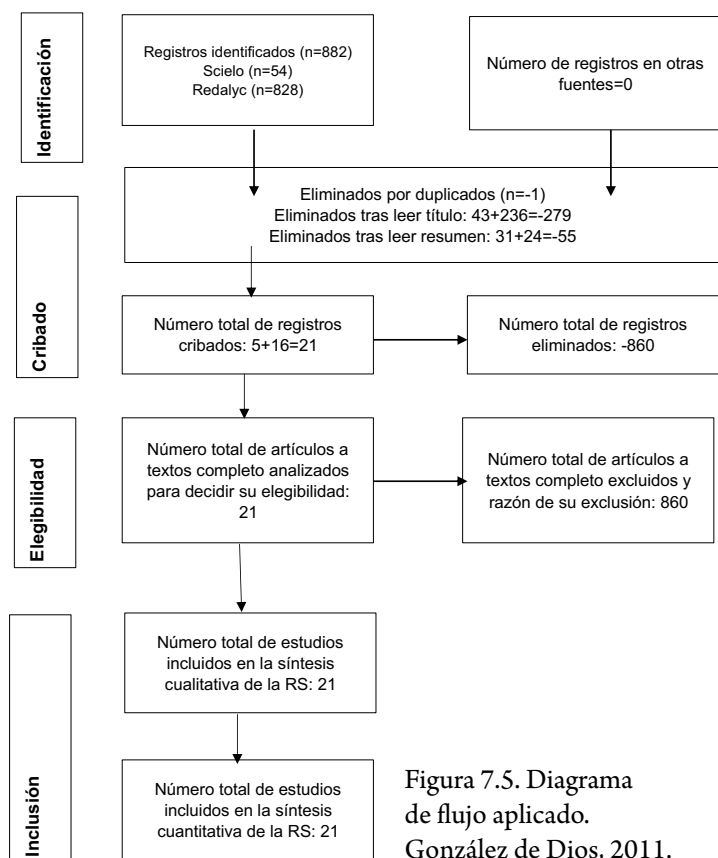 Identificación
Registros identificados (n=882)
Scielo (n=54)
Redalyc (n=828)
Número de registros en otras
fuentes=0
Cribado
Eliminados por duplicados (n=-1)
Eliminados tras leer título: 43+236=-279
Eliminados tras leer resumen: 31+24=-55
Número total de registros
cribados: 5+16=21
Número total de registros
eliminados: -860
Elegibilidad
Número total de artículos a
textos completo analizados
para decidir su elegibilidad:
21
Número total de artículos a
textos completo excluidos y
razón de su exclusión: 860
Inclusión
Número total de estudios
incluidos en la síntesis
cualitativa de la RS: 21
Número total de estudios
incluidos en la síntesis
cuantitativa de la RS: 21
Figura 7.5. Diagrama
de flujo aplicado.
González de Dios, 2011.